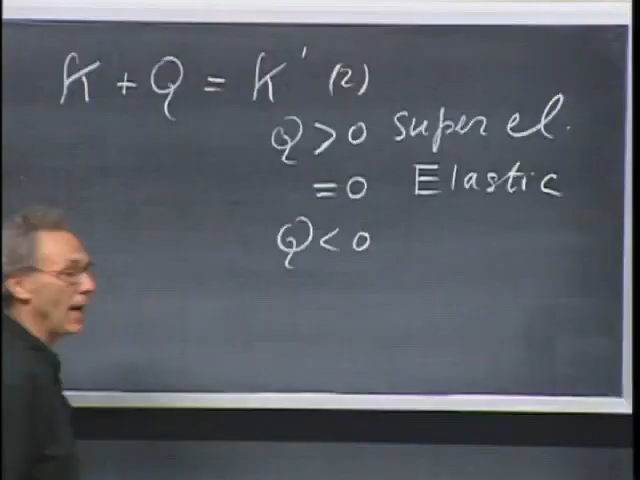 K + Q = K' (2)
Q > 0 super el.
= 0 Elastic
Q < 0